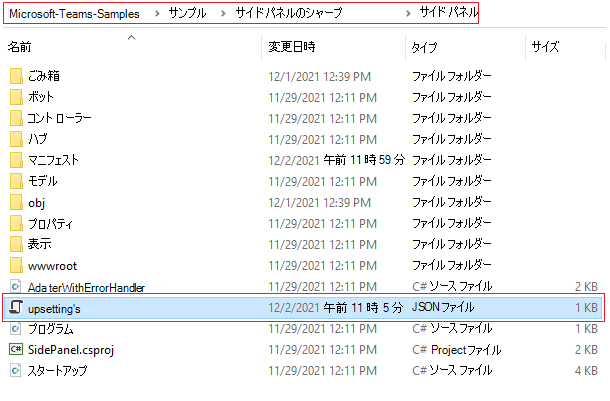 Microsoft-Teams-Samples > サンプル > サイドパネルのシャープ > サイドパネル
名前 変更日時 タイプ サイズ
ごみ箱 12/1/2021 12:39 PM ファイルフォルダー
ボット 11/29/2021 12:11 PM ファイルフォルダー
コントローラー 11/29/2021 12:11 PM ファイルフォルダー
ハブ 11/29/2021 12:11 PM ファイルフォルダー
マニフェスト 12/2/2021 午前 11 時 59 分 ファイルフォルダー
モデル 11/29/2021 12:11 PM ファイルフォルダー
obj 12/1/2021 12:39 PM ファイルフォルダー
プロパティ 11/29/2021 12:11 PM ファイルフォルダー
表示 11/29/2021 12:11 PM ファイルフォルダー
wwwroot 11/29/2021 12:11 PM ファイルフォルダー
AdaterWithErrorHandler 11/29/2021 12:11 PM C# ソース ファイル 2 KB
upsetting's 12/2/2021 午前 11 時 5 分 JSON ファイル 1 KB
プログラム 11/29/2021 12:11 PM C# ソース ファイル 1 KB
SidePanel.csproj 11/29/2021 12:11 PM C# Project ファイル 2 KB
スタートアップ 11/29/2021 12:11 PM C# ソース ファイル 4 KB